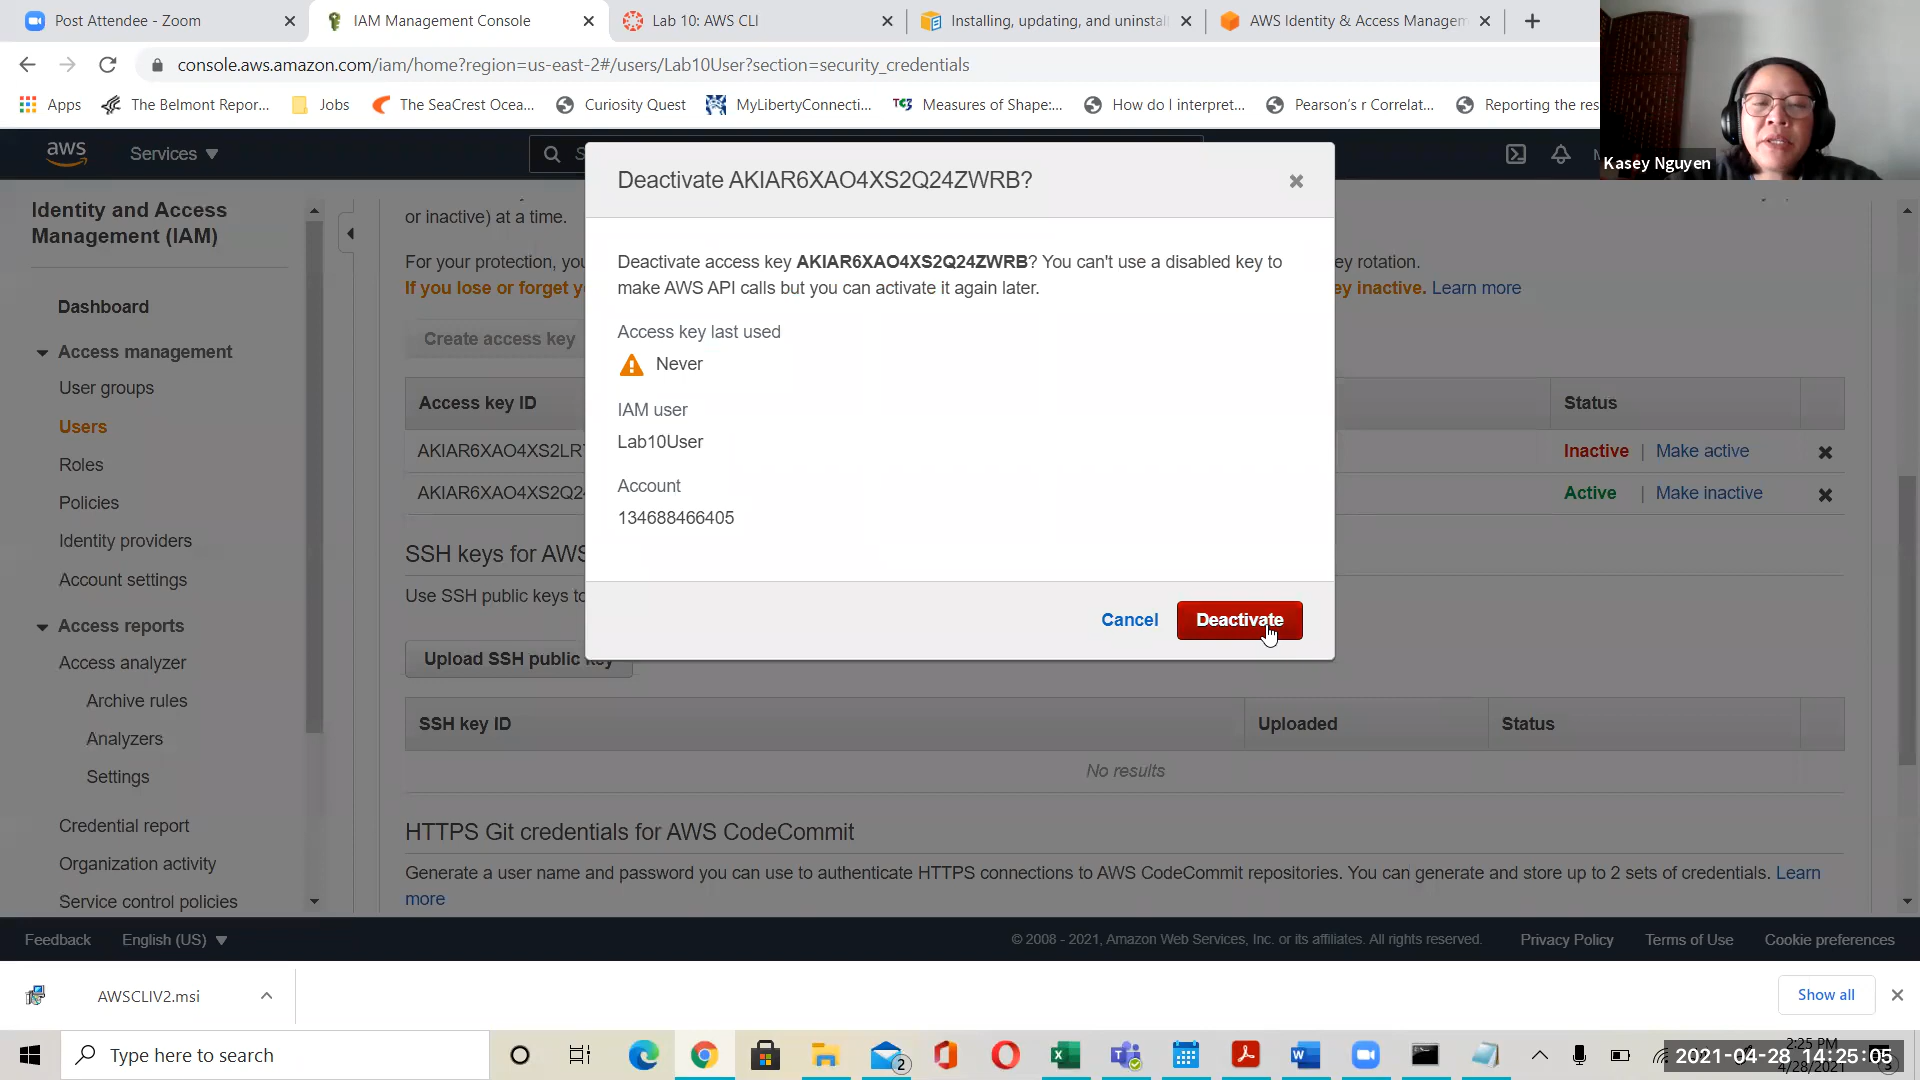 Post Attendee - Zoom
IAM Management Console
Lab 10: AWS CLI
Installing, updating, and uninstal
AWS Identity & Access Managem
console.aws.amazon.com/iam/home?region=us-east-2#/users/Lab10User?section=security_credentials
Apps
The Belmont Repor...
Jobs
The SeaCrest Ocea...
Curiosity Quest
MyLibertyConnecti...
Measures of Shape:...
How do I interpret...
Pearson's r Correlat...
Reporting the res
Kasey Nguyen
aws
Services
S
Deactivate AKIAR6XAO4XS2Q24ZWRB?
Identity and Access
Management (IAM)
Dashboard
Access management
User groups
Users
Roles
Policies
Identity providers
Account settings
Access reports
Access analyzer
Archive rules
Analyzers
Settings
Credential report
Organization activity
Service control policies
or inactive) at a time.
For your protection, you
ey rotation.
If you lose or forget y
ey inactive. Learn more
Create access key
Access key ID
Status
AKIAR6XAO4XS2LR
Inactive | Make active
AKIAR6XAO4XS2Q2
Active | Make inactive
Deactivate access key AKIAR6XAO4XS2Q24ZWRB? You can't use a disabled key to
make AWS API calls but you can activate it again later.
Access key last used
Never
IAM user
Lab10User
Account
134688466405
Cancel
Deactivate
SSH keys for AWS
Use SSH public keys to
Upload SSH public key
SSH key ID
Uploaded
Status
No results
HTTPS Git credentials for AWS CodeCommit
Generate a user name and password you can use to authenticate HTTPS connections to AWS CodeCommit repositories. You can generate and store up to 2 sets of credentials. Learn
more
Feedback
English (US)
© 2008 - 2021, Amazon Web Services, Inc. or its affiliates. All rights reserved.
Privacy Policy
Terms of Use
Cookie preferences
AWSCLIV2.msi
Show all
Type here to search
2
2:25 PM
4/28/2021
3
2021-04-28 14:25:05